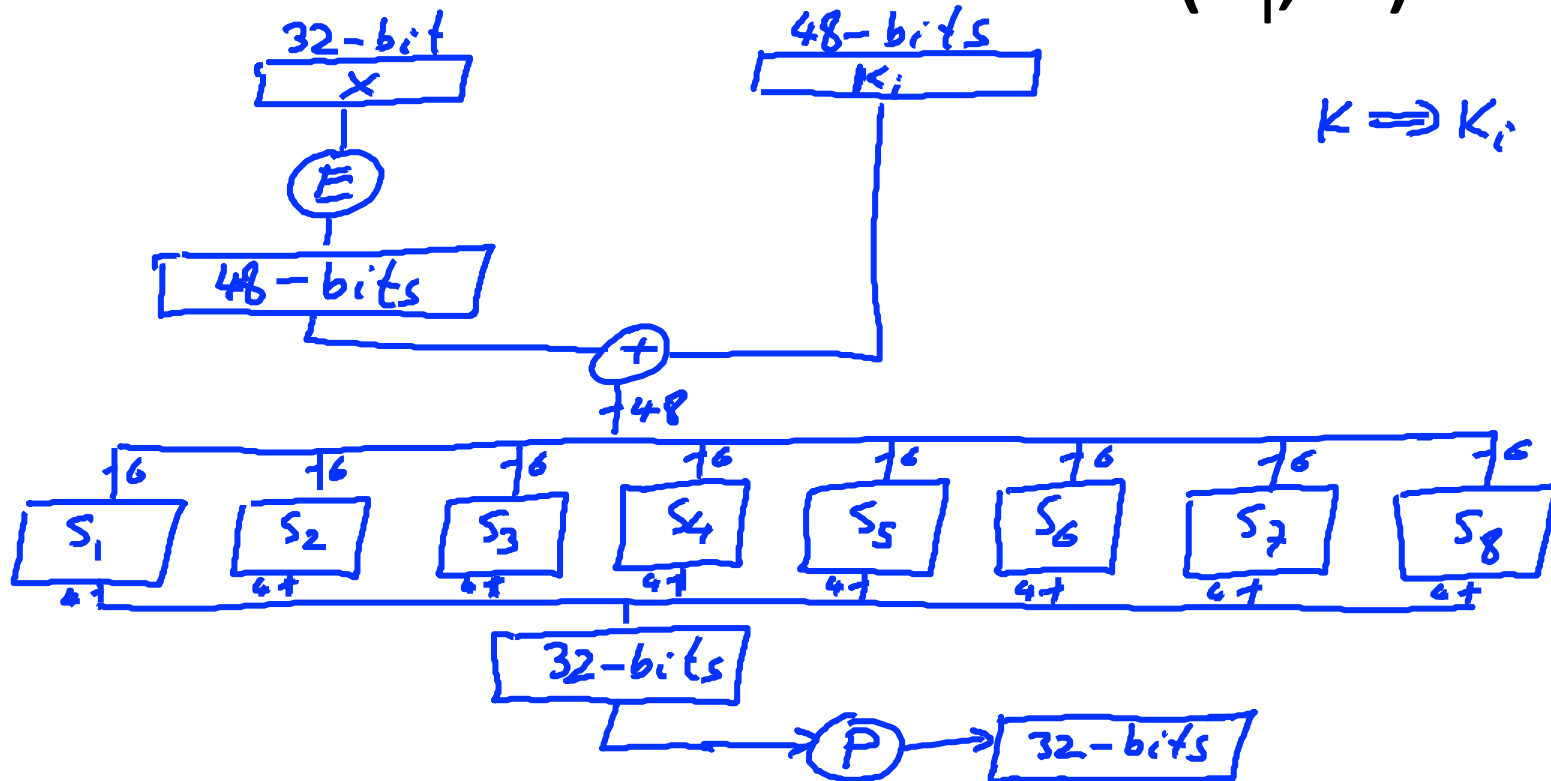 32-bit 48-bits
X Ki
K ⇒ Ki
E
48-bits
+
48
6 6 6 6 6 6 6 6
S1 S2 S3 S4 S5 S6 S7 S8
4 4 4 4 4 4 4 4
32-bits
P 32-bits